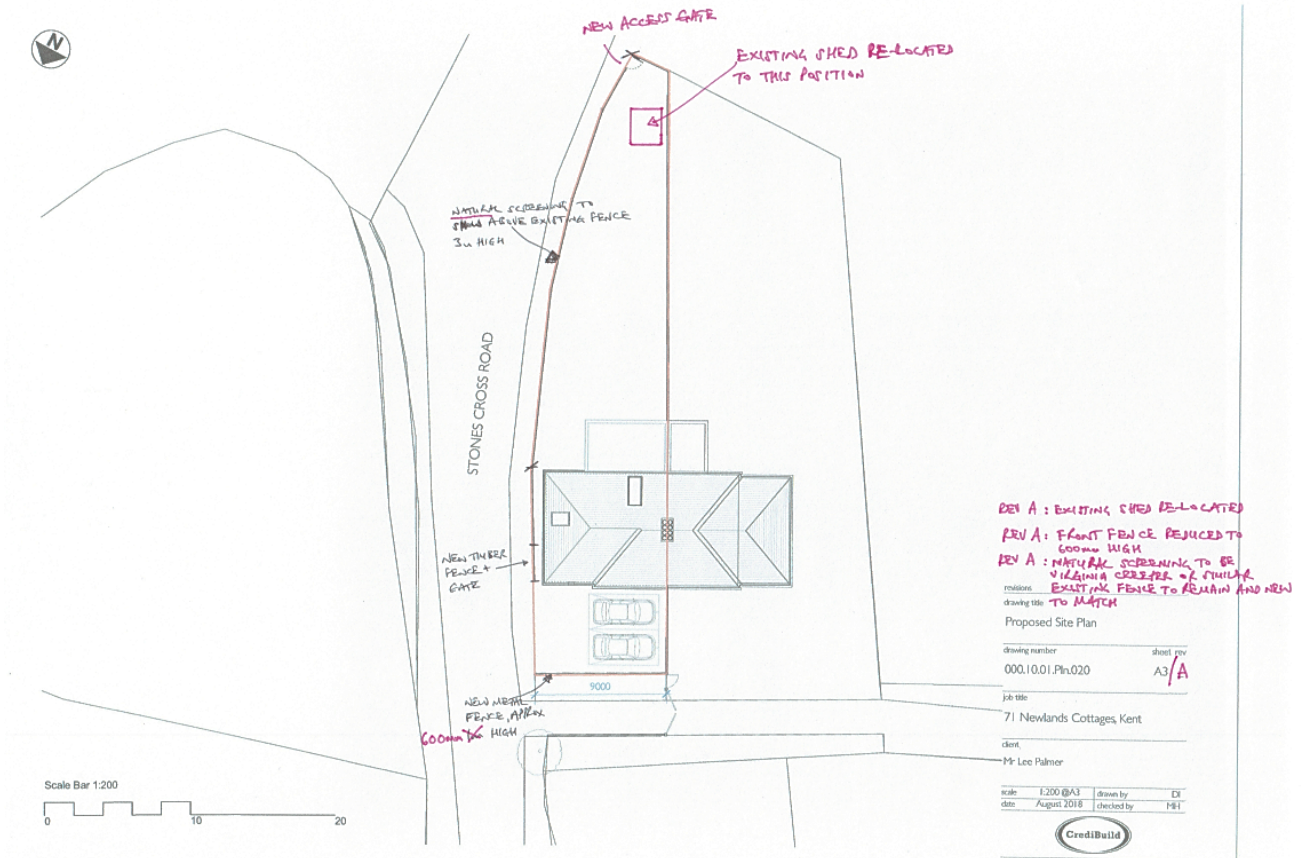 N
NEW ACCESS GATE
EXISTING SHED RE-LOCATED
TO THIS POSITION
NATURAL SCREENING TO
ABOVE EXISTING FENCE
3m HIGH
STONES CROSS ROAD
NEW TIMBER
FENCE +
GATE
9000
NEW METAL
FENCE, APPROX
600mm HIGH
REV A : EXISTING SHED RE-LOCATED
REV A : FRONT FENCE REDUCED TO
600mm HIGH
REV A : NATURAL SCREENING TO BE
VIRGINIA CREEPER OR SIMILAR
revisions EXISTING FENCE TO REMAIN AND NEW
drawing title TO MATCH
Proposed Site Plan
drawing number sheet rev
000.10.01.Pln.020 A3/A
job title
71 Newlands Cottages, Kent
client
Mr Lee Palmer
scale 1:200 @A3 drawn by DI
date August 2018 checked by MH
CrediBuild
Scale Bar 1:200
0 10 20